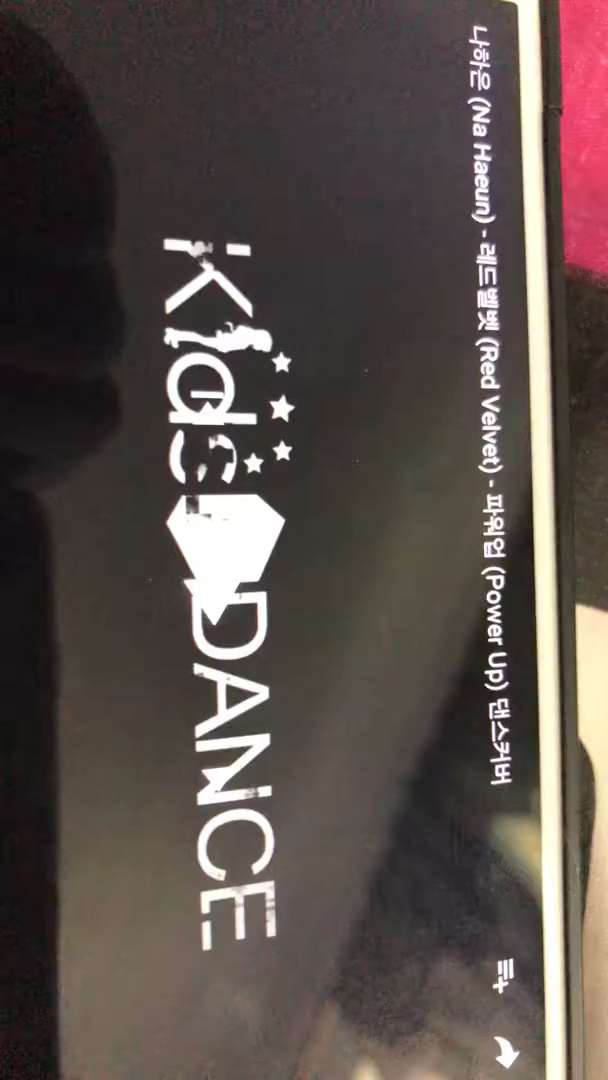 나하은 (Na Haeun) - 레드벨벳 (Red Velvet) - 파워업 (Power Up) 댄스커버
Kids DANCE